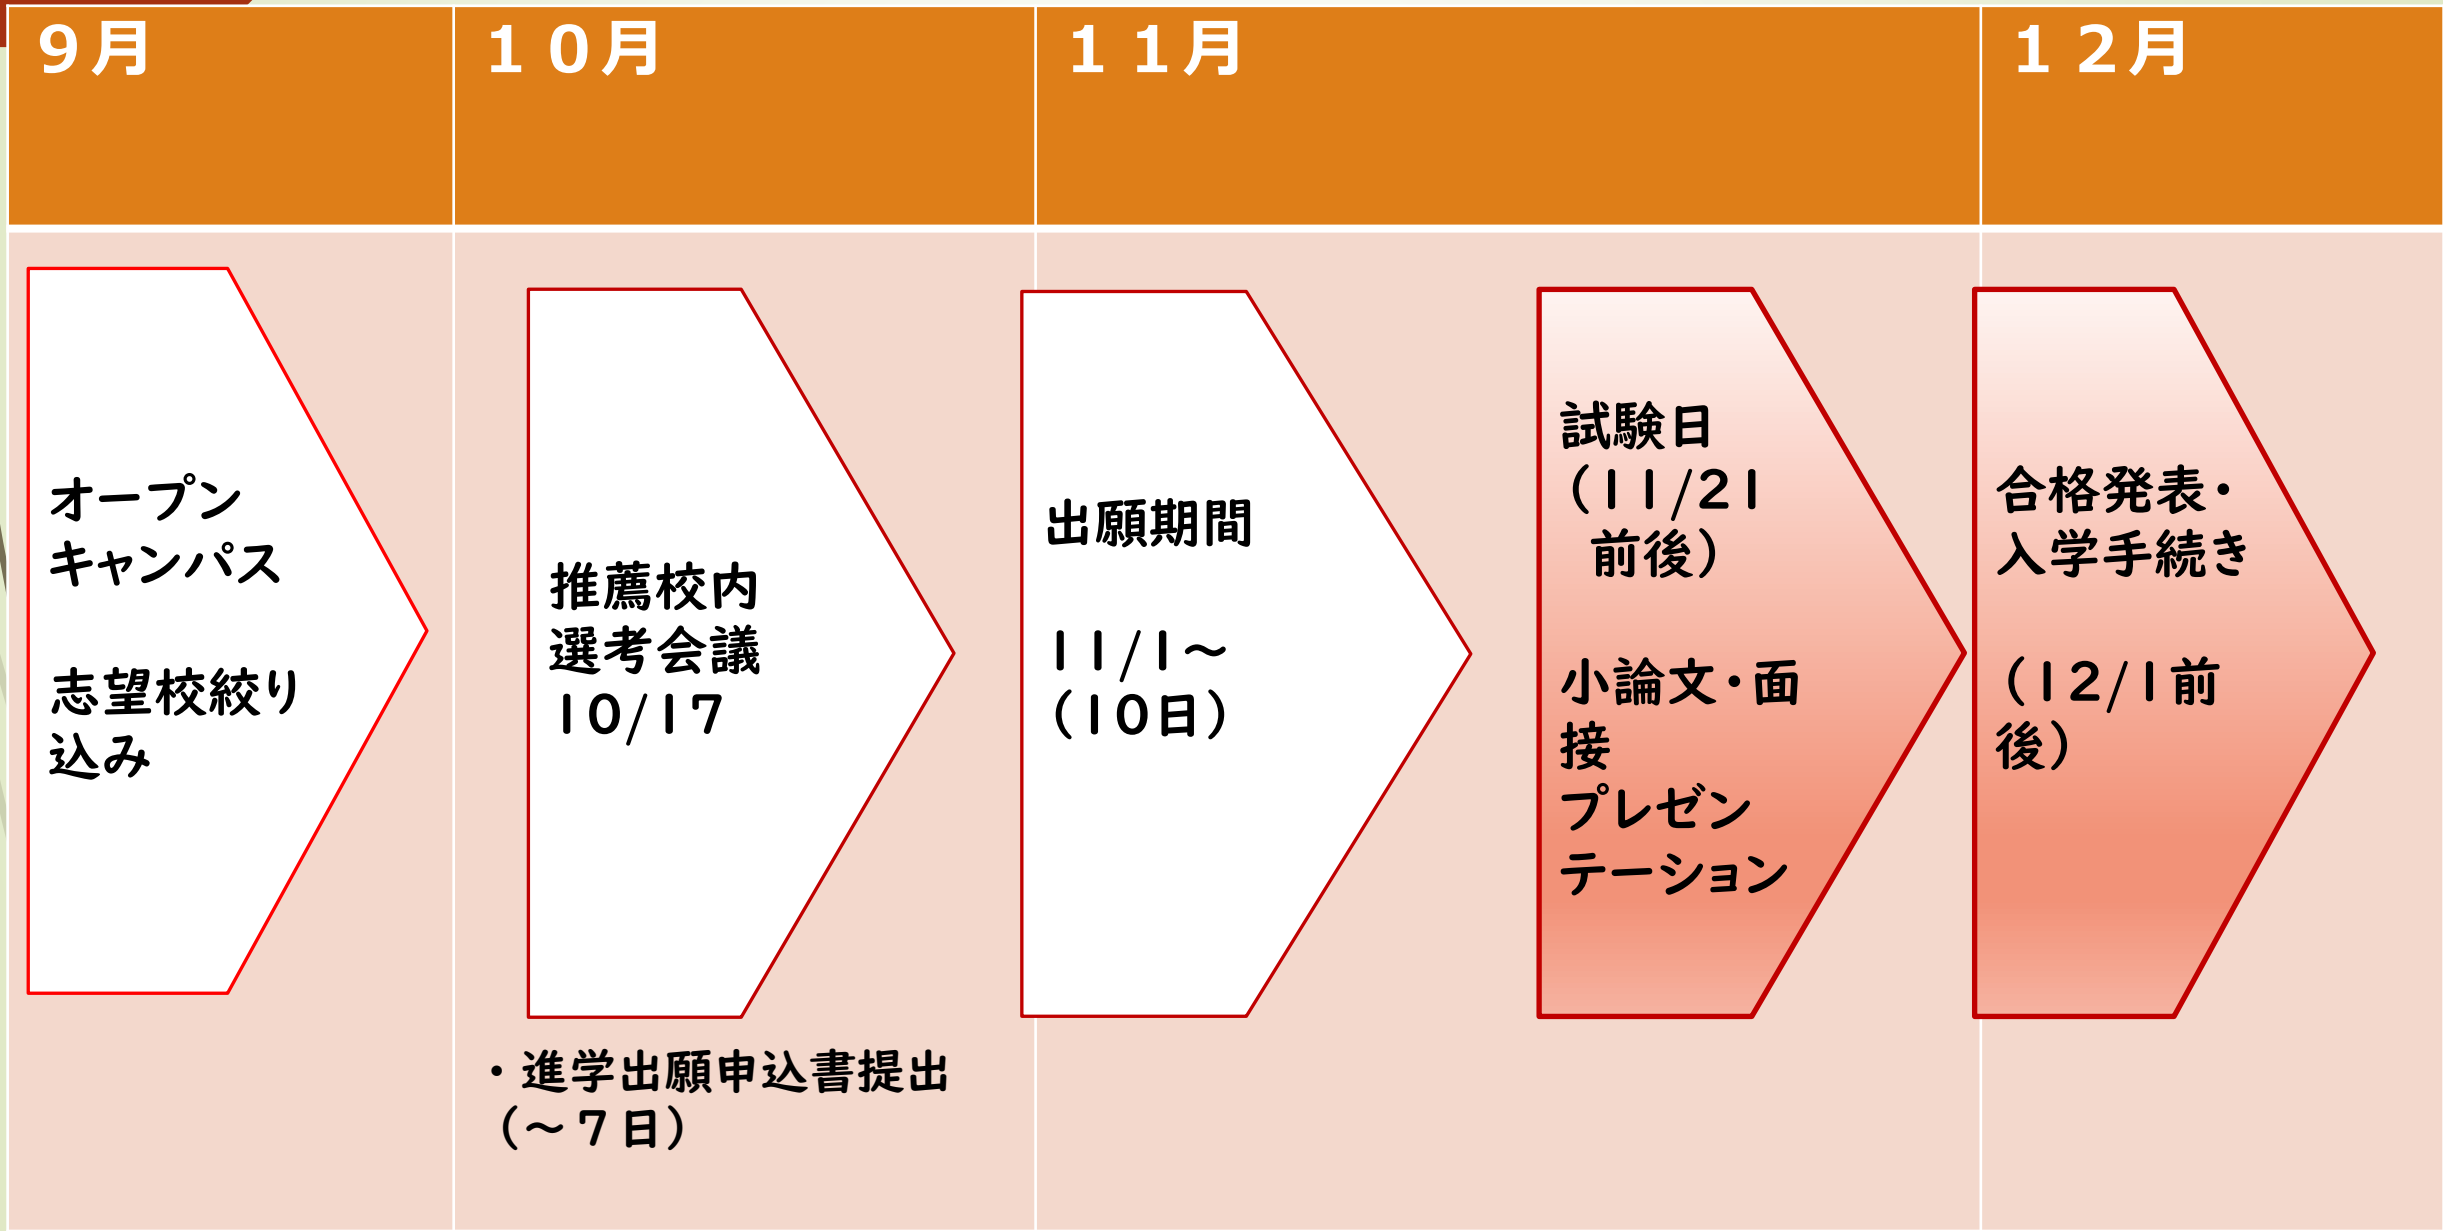 ９月
１０月
１１月
１２月
オープン
キャンパス
志望校絞り
込み
推薦校内
選考会議
10/17
・進学出願申込書提出
（～７日）
出願期間
11/1～
（10日）
試験日
（11/21
前後）
小論文・面
接
プレゼン
テーション
合格発表・
入学手続き
（12/1前
後）